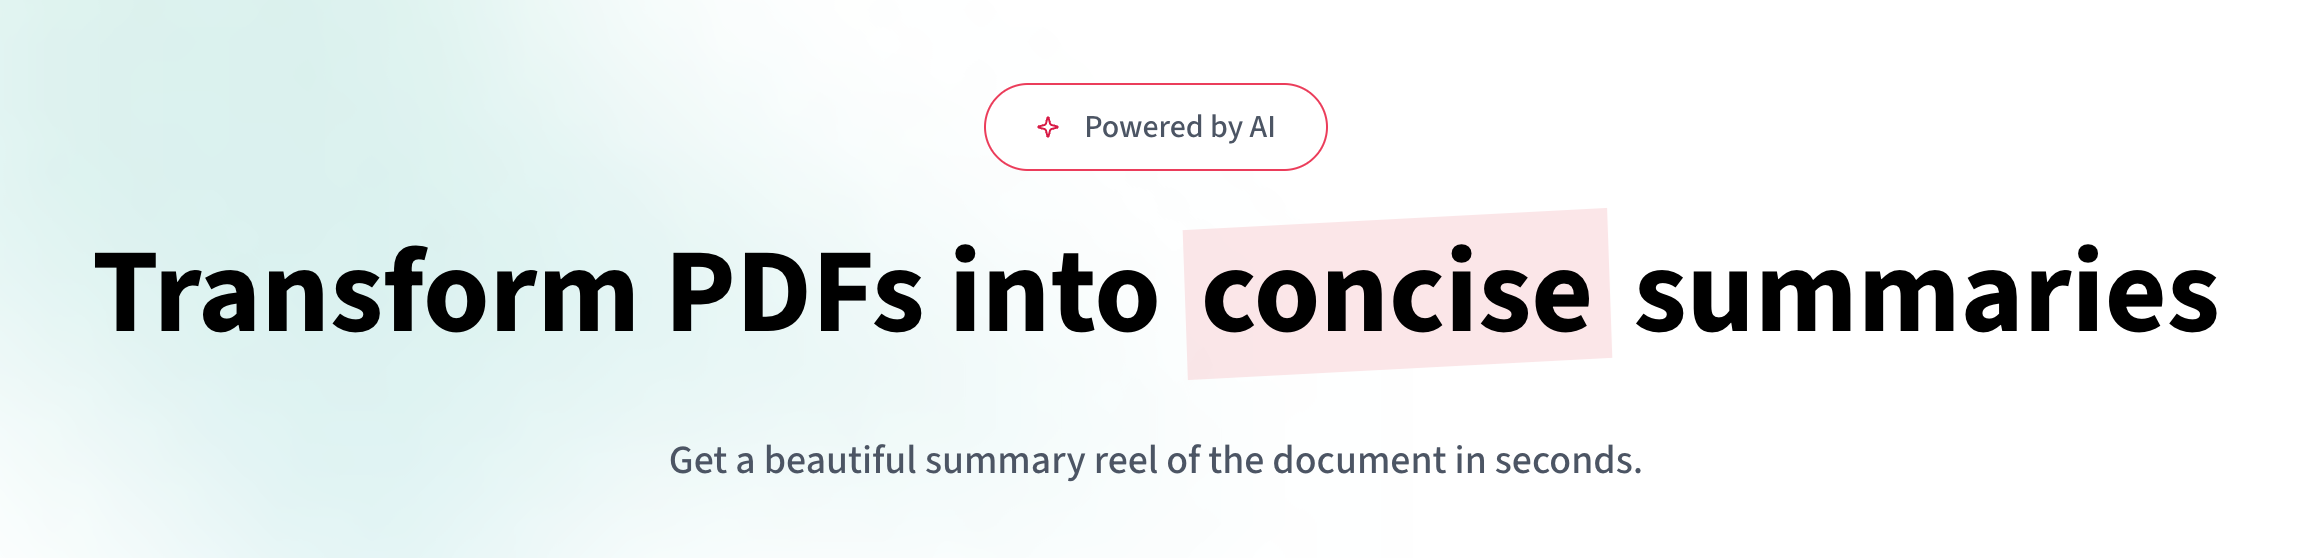 Powered by AI
Transform PDFs into concise summaries
Get a beautiful summary reel of the document in seconds.